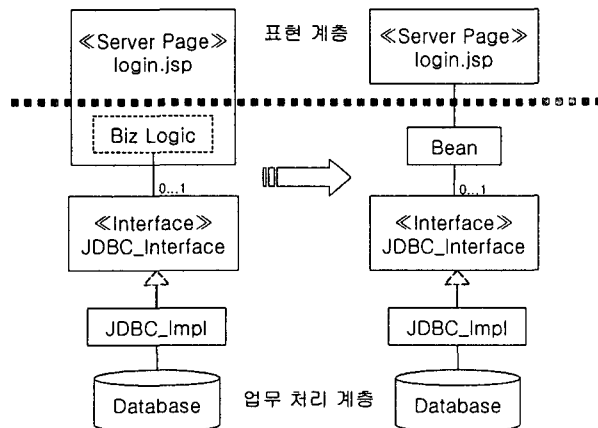 ≪Server Page≫
login.jsp
Biz Logic
0...1
≪Interface≫
JDBC_Interface
JDBC_Impl
Database
표현 계층
업무 처리 계층
≪Server Page≫
login.jsp
Bean
0...1
≪Interface≫
JDBC_Interface
JDBC_Impl
Database